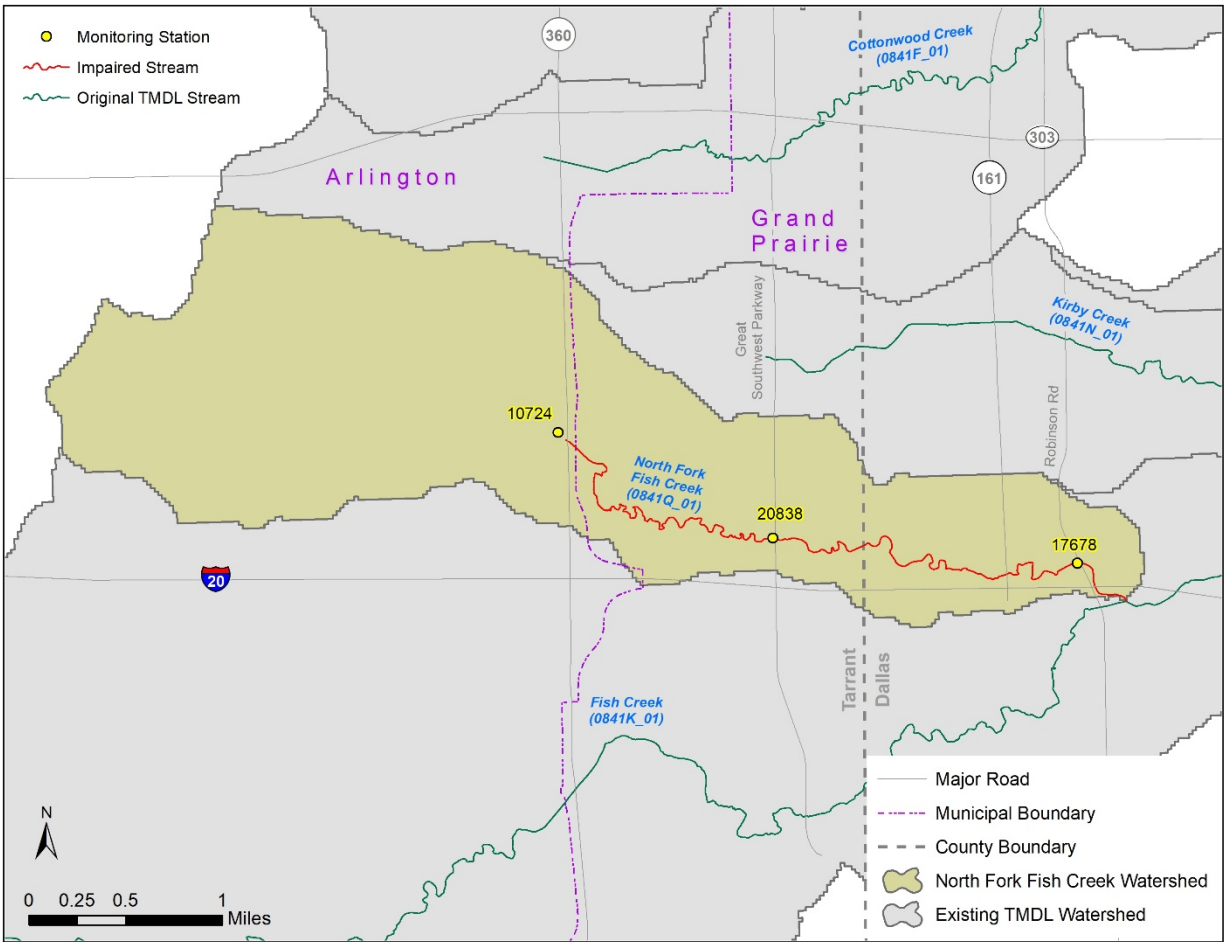 Monitoring Station
Impaired Stream
Original TMDL Stream
360
Cottonwood Creek
(0841F_01)
303
161
Arlington
Grand
Prairie
Great
Southwest Parkway
Kirby Creek
(0841N_01)
Robinson Rd
10724
North Fork
Fish Creek
(0841Q_01)
20838
17678
20
Tarrant
Dallas
Fish Creek
(0841K_01)
Major Road
Municipal Boundary
County Boundary
North Fork Fish Creek Watershed
Existing TMDL Watershed
N
0 0.25 0.5 1
Miles